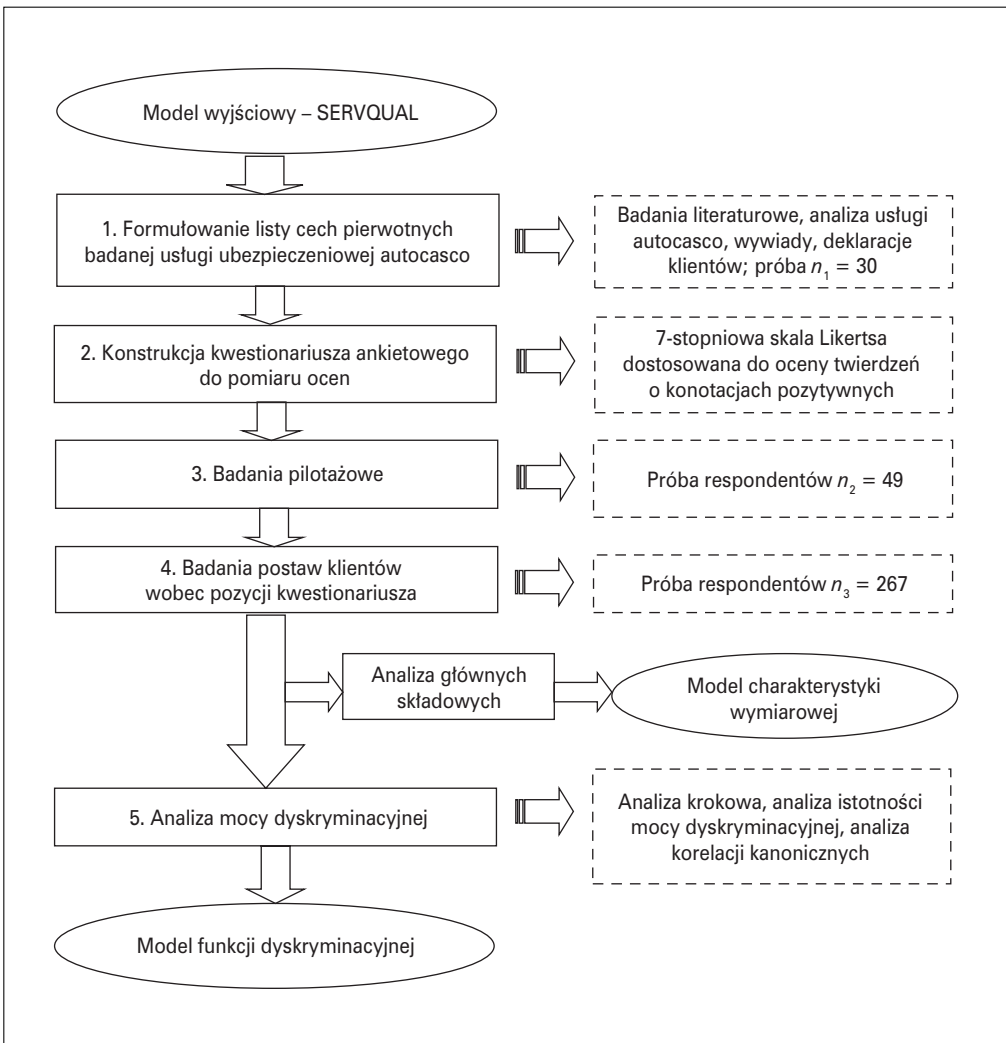 Model wyjściowy – SERVQUAL
1. Formułowanie listy cech pierwotnych
badanej usługi ubezpieczeniowej autocasco
Badania literaturowe, analiza usługi
autocasco, wywiady, deklaracje
klientów; próba n₁ = 30
2. Konstrukcja kwestionariusza ankietowego
do pomiaru ocen
7-stopniowa skala Likertsa
dostosowana do oceny twierdzeń
o konotacjach pozytywnych
3. Badania pilotażowe
Próba respondentów n₂ = 49
4. Badania postaw klientów
wobec pozycji kwestionariusza
Próba respondentów n₃ = 267
Analiza głównych
składowych
Model charakterystyki
wymiarowej
5. Analiza mocy dyskryminacyjnej
Analiza krokowa, analiza istotności
mocy dyskryminacyjnej, analiza
korelacji kanonicznych
Model funkcji dyskryminacyjnej